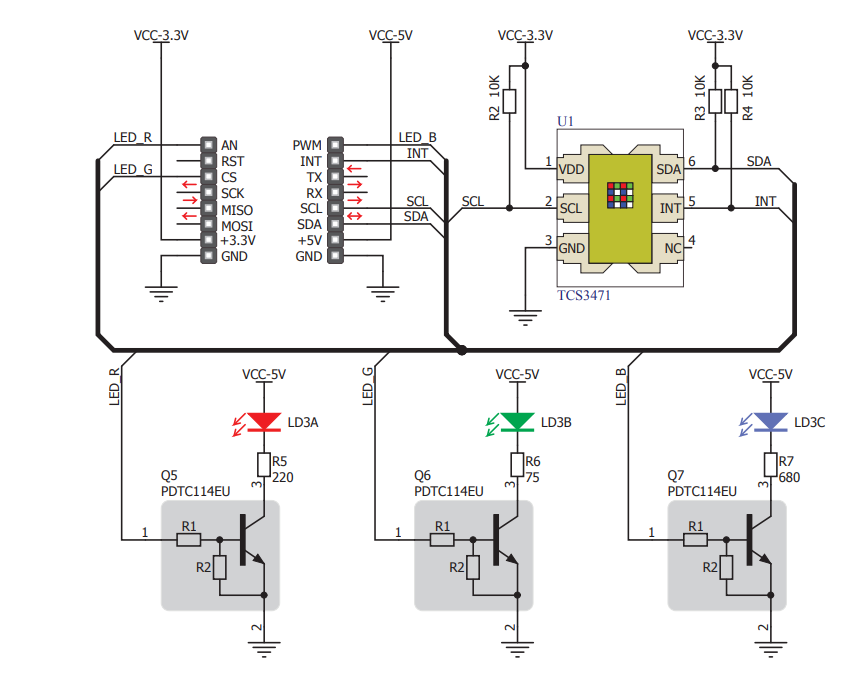 VCC-3.3V VCC-5V VCC-3.3V VCC-3.3V
R2 10K R3 10K R4 10K
U1
LED_R AN PWM LED_B
RST INT INT
LED_G CS TX
SCK RX
MISO SCL SCL
MOSI SDA SDA
+3.3V +5V
GND GND
SCL
1 VDD SDA 6 SDA
2 SCL INT 5 INT
3 GND NC 4
TCS3471
LED_R LED_G LED_B
VCC-5V VCC-5V VCC-5V
LD3A LD3B LD3C
R5 R6 R7
220 75 680
3 3 3
Q5 Q6 Q7
PDTC114EU PDTC114EU PDTC114EU
1 R1 1 R1 1 R1
R2 R2 R2
2 2 2